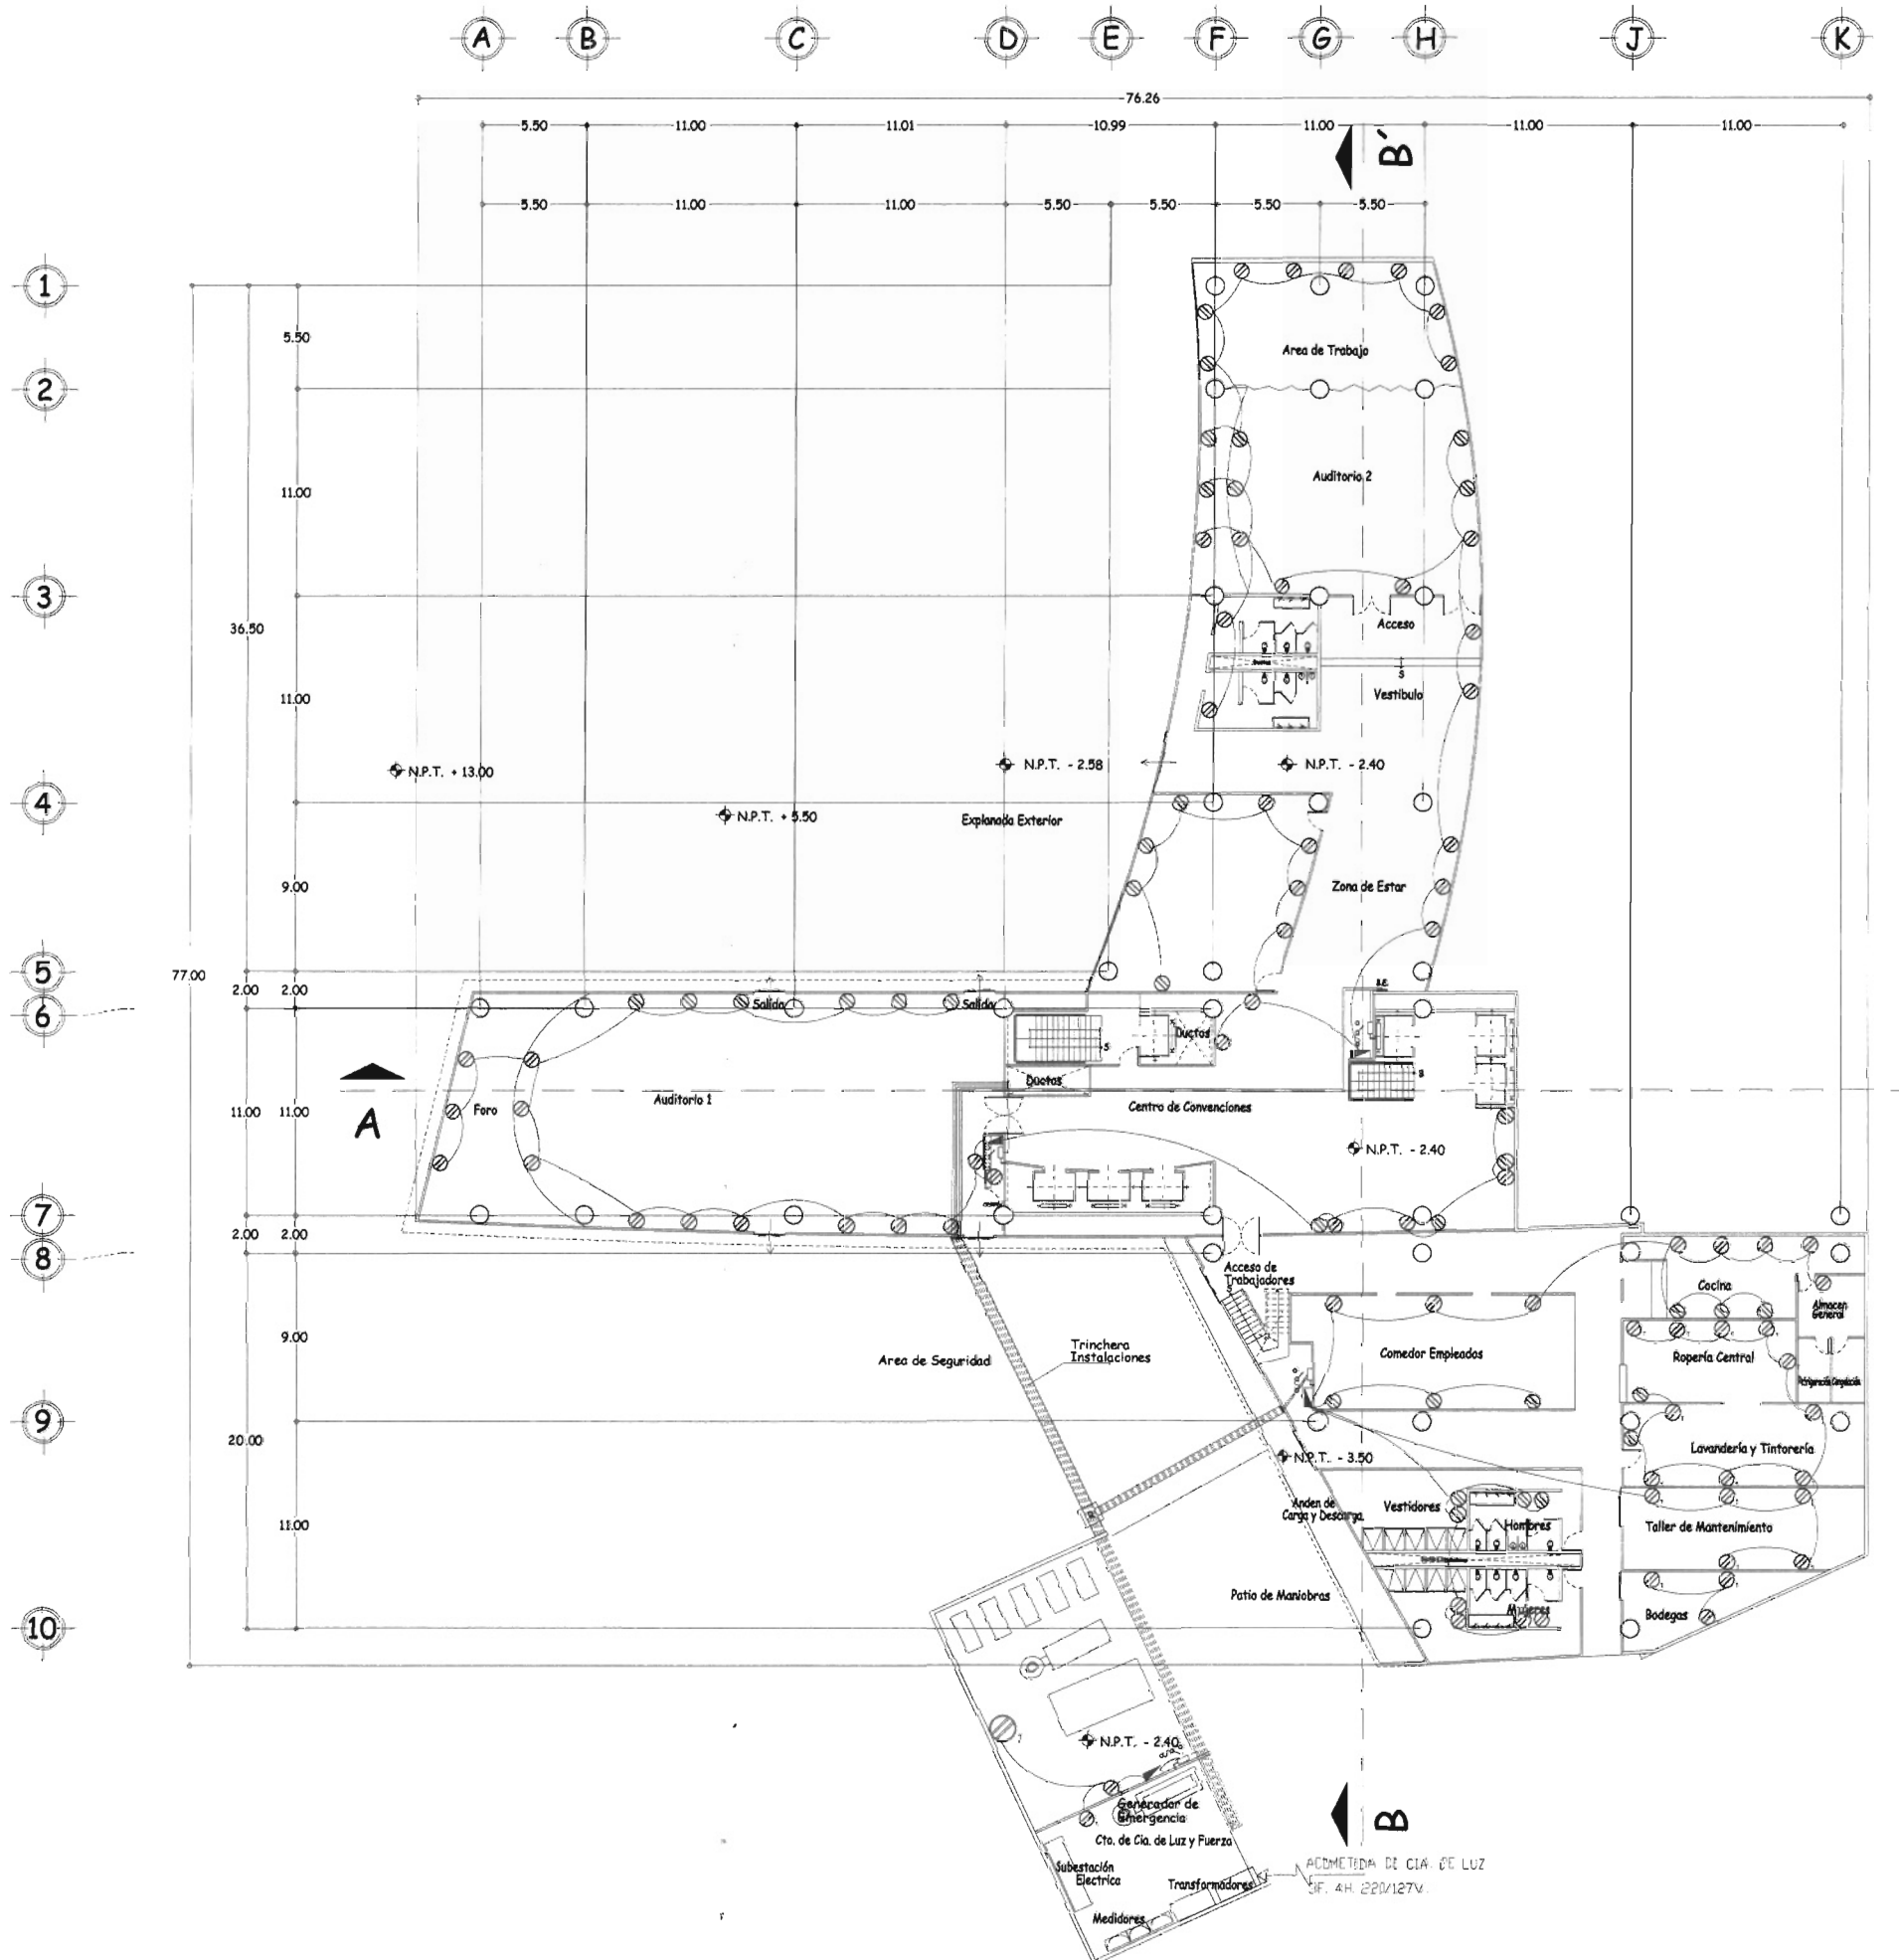 A B C D E F G H J K
76.26
5.50 11.00 11.01 10.99 11.00 11.00 11.00
B'
5.50 11.00 11.00 5.50 5.50 5.50 5.50
1
5.50
Area de Trabajo
2
11.00
Auditorio 2
3
36.50
Acceso
S
11.00
Vestíbulo
N.P.T. + 13.00
N.P.T. - 2.58
N.P.T. - 2.40
4
N.P.T. + 5.50
Explanada Exterior
9.00
Zona de Estar
5
77.00
2.00 2.00
6
Salida
Salida
Ductos
S
Ductos
S
11.00 11.00
A
Foro
Auditorio 1
Centro de Convenciones
N.P.T. - 2.40
7
2.00 2.00
8
Acceso de
Trabajadores
S
Cocina
Almacen
General
9.00
Area de Seguridad
Trinchera
Instalaciones
Comedor Empleados
Ropería Central
9
20.00
Lavandería y Tintorería
N.P.T. - 3.50
Anden de
Carga y Descarga
Vestidores
Hombres
11.00
Taller de Mantenimiento
Patio de Maniobras
Mujeres
Bodegas
10
N.P.T. - 2.40
Generador de
Emergencia
Cto. de Cia. de Luz y Fuerza
B
Subestación
Electrica
Transformadores
Medidores
ACOMETIDA DE CIA. DE LUZ
3F. 4H. 220/127V.